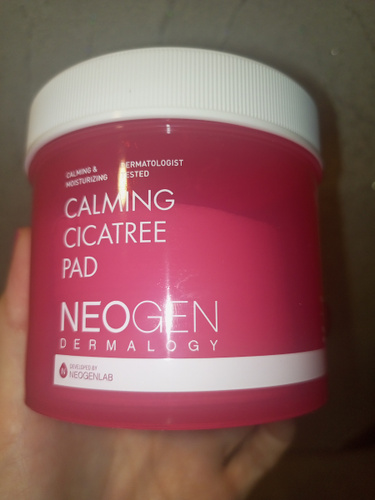 CALMING &
MOISTURIZING
DERMATOLOGIST
TESTED
CALMING
CICATREE
PAD
NEOGEN
DERMALOGY
DEVELOPED BY
NEOGENLAB